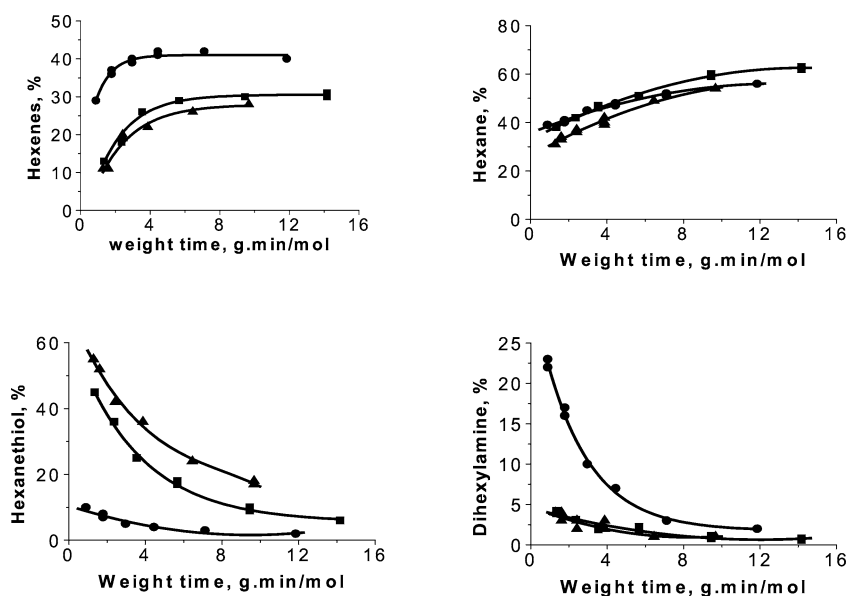 Hexenes, %
50
40
30
20
10
0
0 4 8 12 16
weight time, g.min/mol
Hexane, %
80
60
40
20
0
0 4 8 12 16
Weight time, g.min/mol
Hexanethiol, %
60
40
20
0
0 4 8 12 16
Weight time, g.min/mol
Dihexylamine, %
25
20
15
10
5
0
0 4 8 12 16
Weight time, g.min/mol